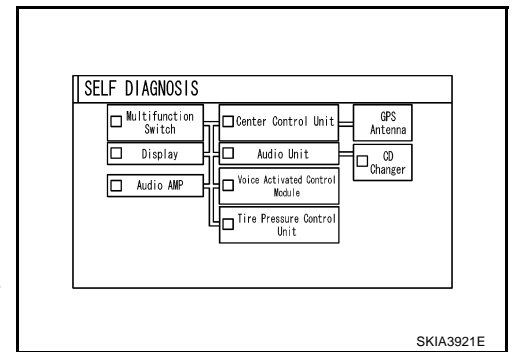 SELF DIAGNOSIS
Multifunction
Switch
Center Control Unit
GPS
Antenna
Display
Audio Unit
CD
Changer
Audio AMP
Voice Activated Control
Module
Tire Pressure Control
Unit
SKIA3921E